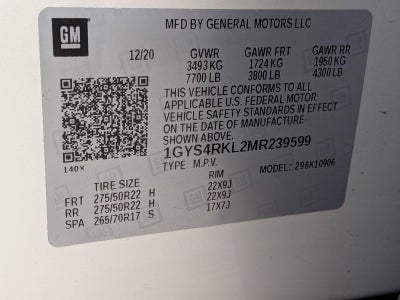 GM
MFD BY GENERAL MOTORS LLC
12/20 GVWR GAWR FRT GAWR RR
3493 KG 1724 KG 1950 KG
7700 LB 3800 LB 4300 LB
THIS VEHICLE CONFORMS TO ALL
APPLICABLE U.S. FEDERAL MOTOR
VEHICLE SAFETY STANDARDS IN EFFECT
ON THE DATE OF MANUFACTURE
SHOWN ABOVE.
1GYS4RKL2MR239599
140X TYPE: M.P.V. MODEL: 296K10906
TIRE SIZE RIM
FRT 275/50R22 H 22X9J
RR 275/50R22 H 22X9J
SPA 265/70R17 S 17X7J